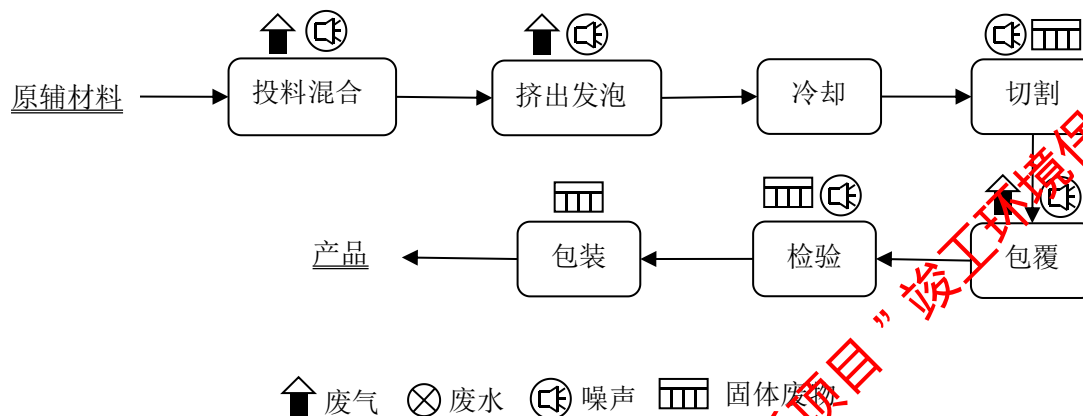 原辅材料
投料混合
挤出发泡
冷却
切割
产品
包装
检验
包覆
废气
废水
噪声
固体废物
项目”竣工环境保